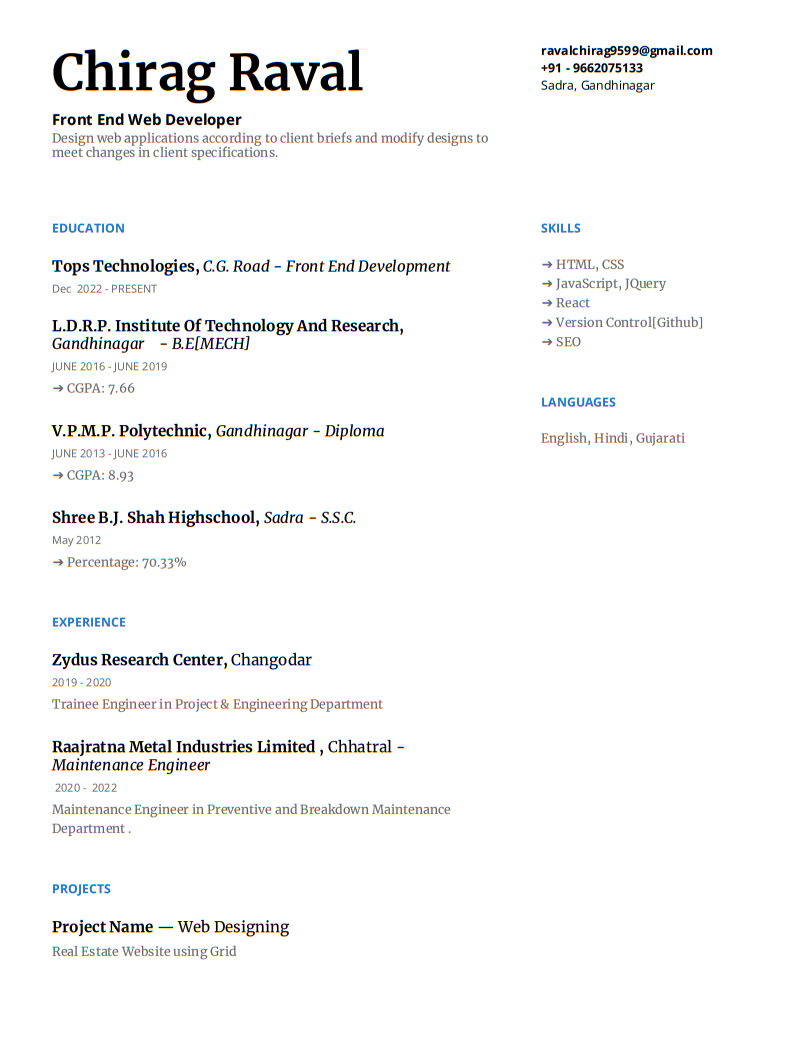 Chirag Raval
Front End Web Developer
Design web applications according to client briefs and modify designs to
meet changes in client specifications.
ravalchirag9599@gmail.com
+91 - 9662075133
Sadra, Gandhinagar
EDUCATION
Tops Technologies, C.G. Road - Front End Development
Dec 2022 - PRESENT
L.D.R.P. Institute Of Technology And Research,
Gandhinagar - B.E[MECH]
JUNE 2016 - JUNE 2019
➔ CGPA: 7.66
V.P.M.P. Polytechnic, Gandhinagar - Diploma
JUNE 2013 - JUNE 2016
➔ CGPA: 8.93
Shree B.J. Shah Highschool, Sadra - S.S.C.
May 2012
➔ Percentage: 70.33%
EXPERIENCE
Zydus Research Center, Changodar
2019 - 2020
Trainee Engineer in Project & Engineering Department
Raajratna Metal Industries Limited , Chhatral -
Maintenance Engineer
2020 - 2022
Maintenance Engineer in Preventive and Breakdown Maintenance
Department .
PROJECTS
Project Name — Web Designing
Real Estate Website using Grid
SKILLS
➔ HTML, CSS
➔ JavaScript, JQuery
➔ React
➔ Version Control[Github]
➔ SEO
LANGUAGES
English, Hindi, Gujarati